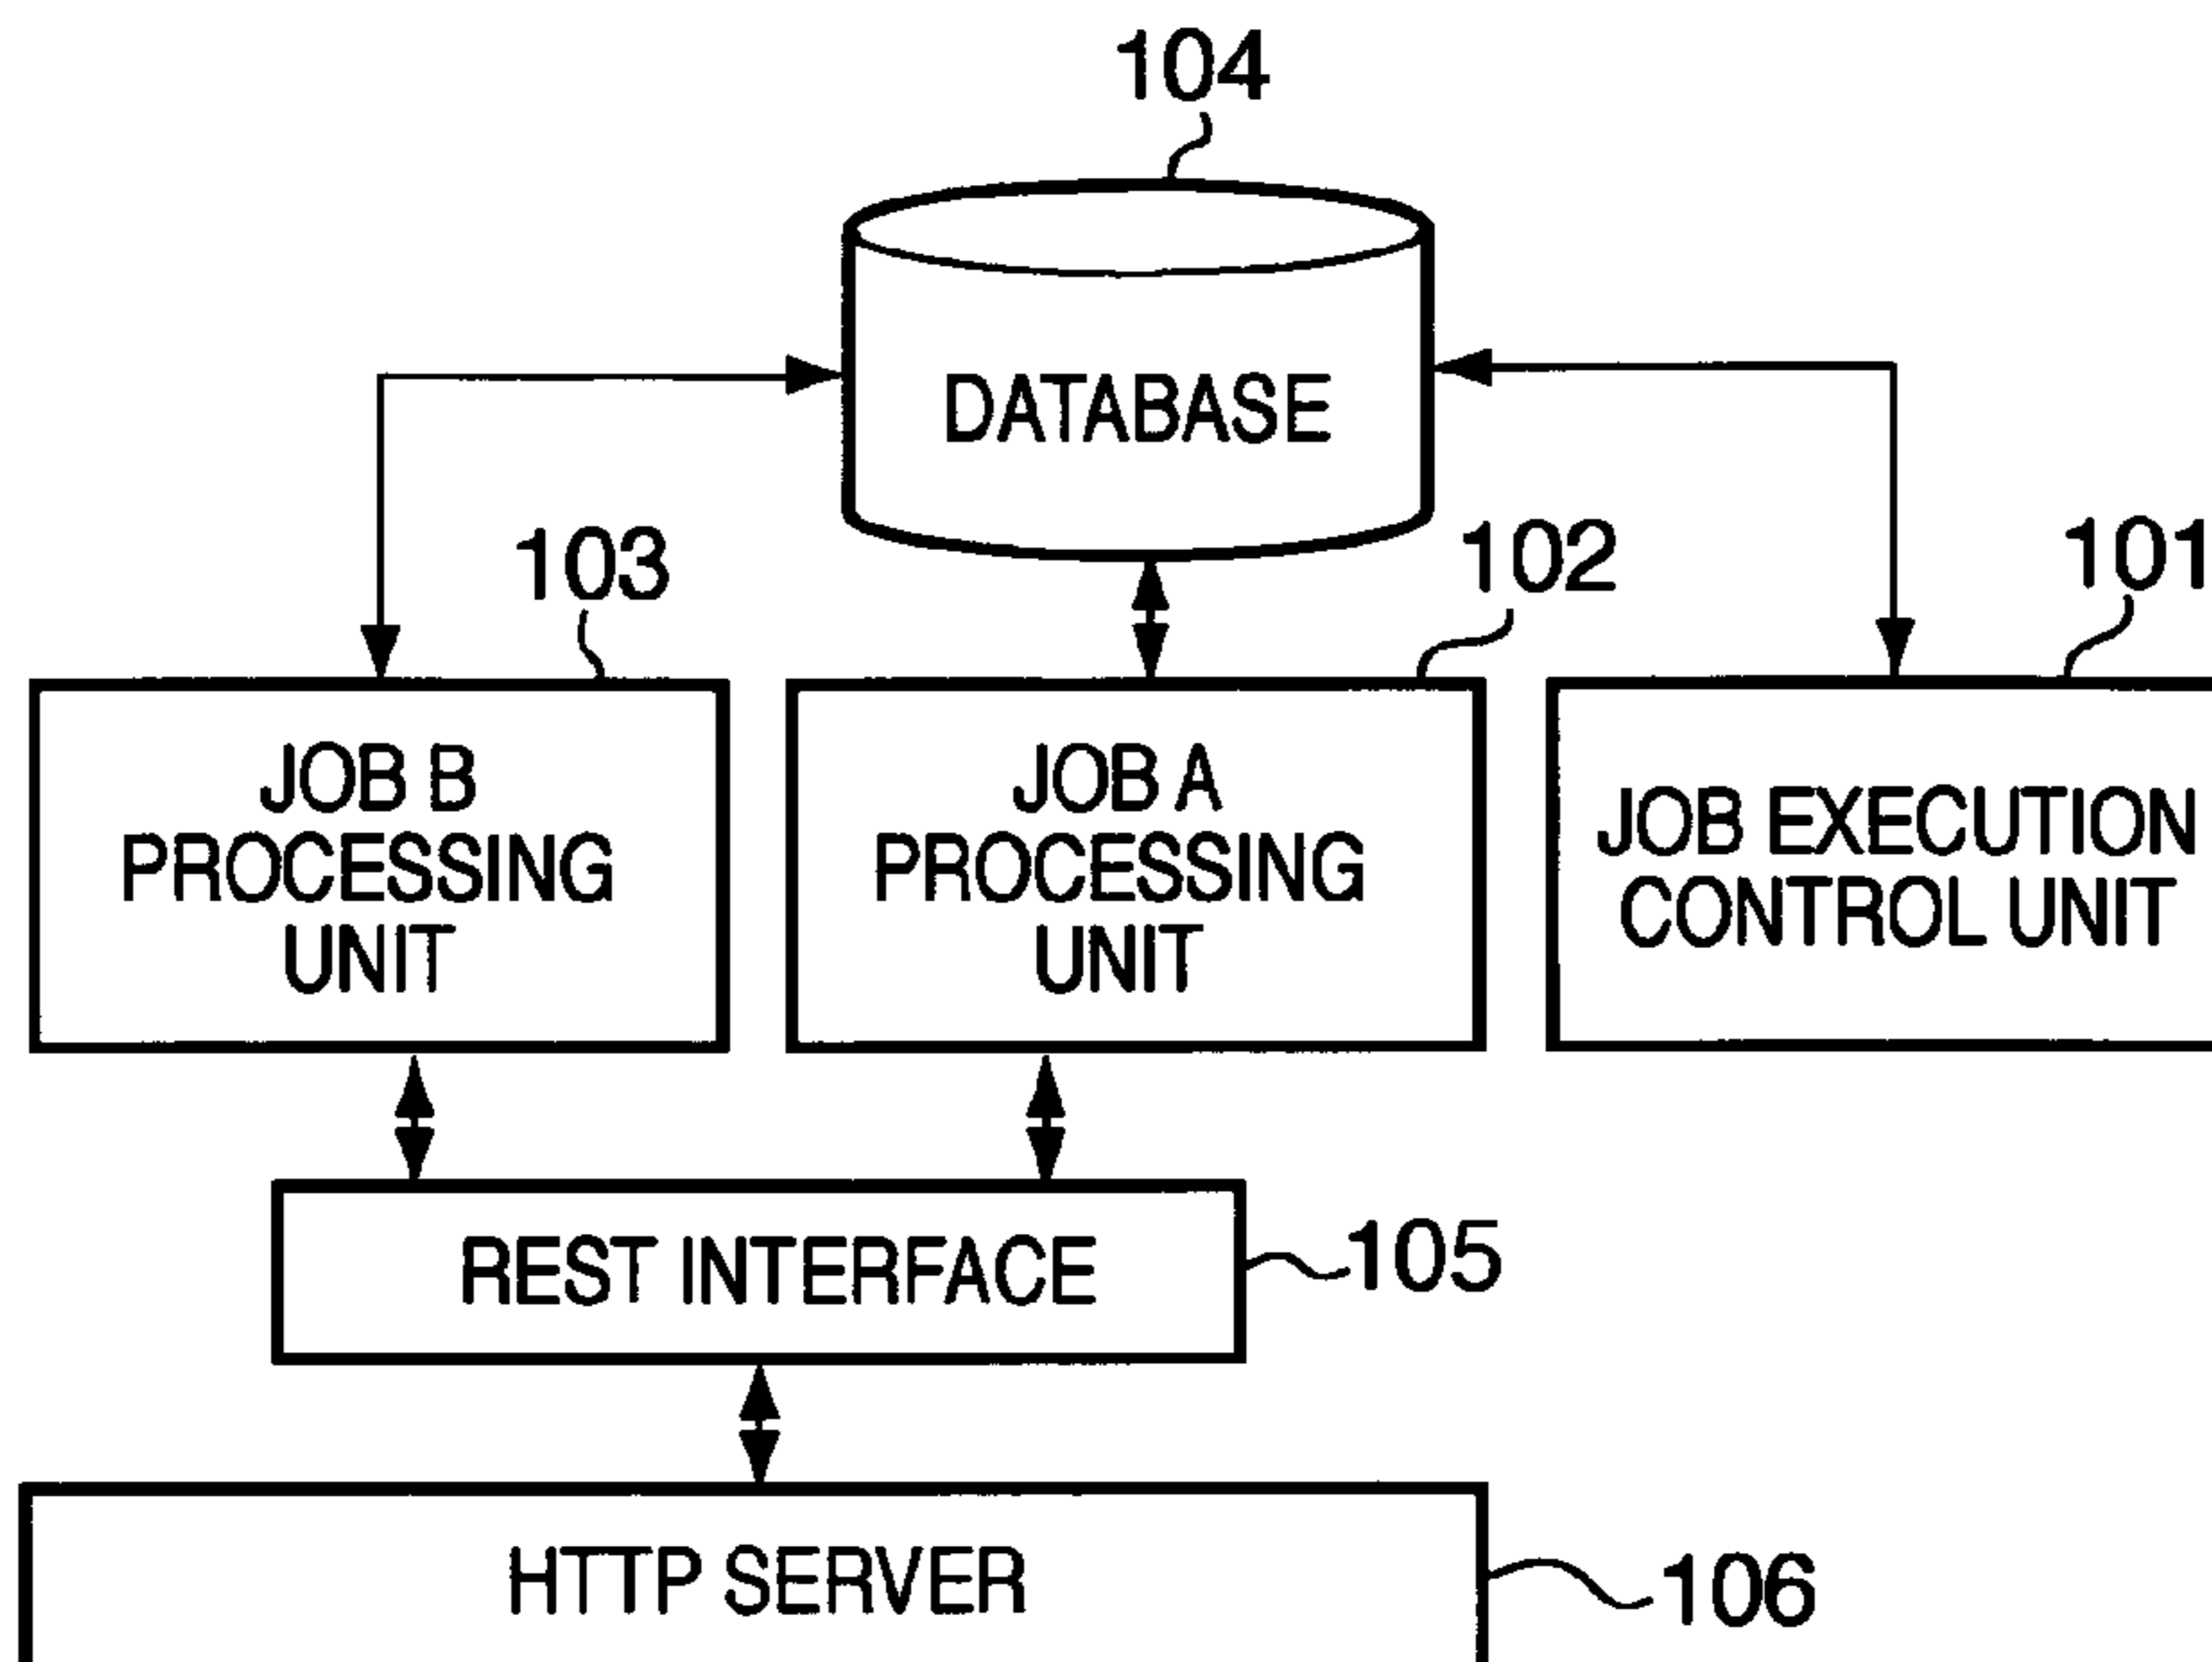 104
DATABASE
103
102
101
JOB B
PROCESSING
UNIT
JOB A
PROCESSING
UNIT
JOB EXECUTION
CONTROL UNIT
REST INTERFACE
105
HTTP SERVER
106